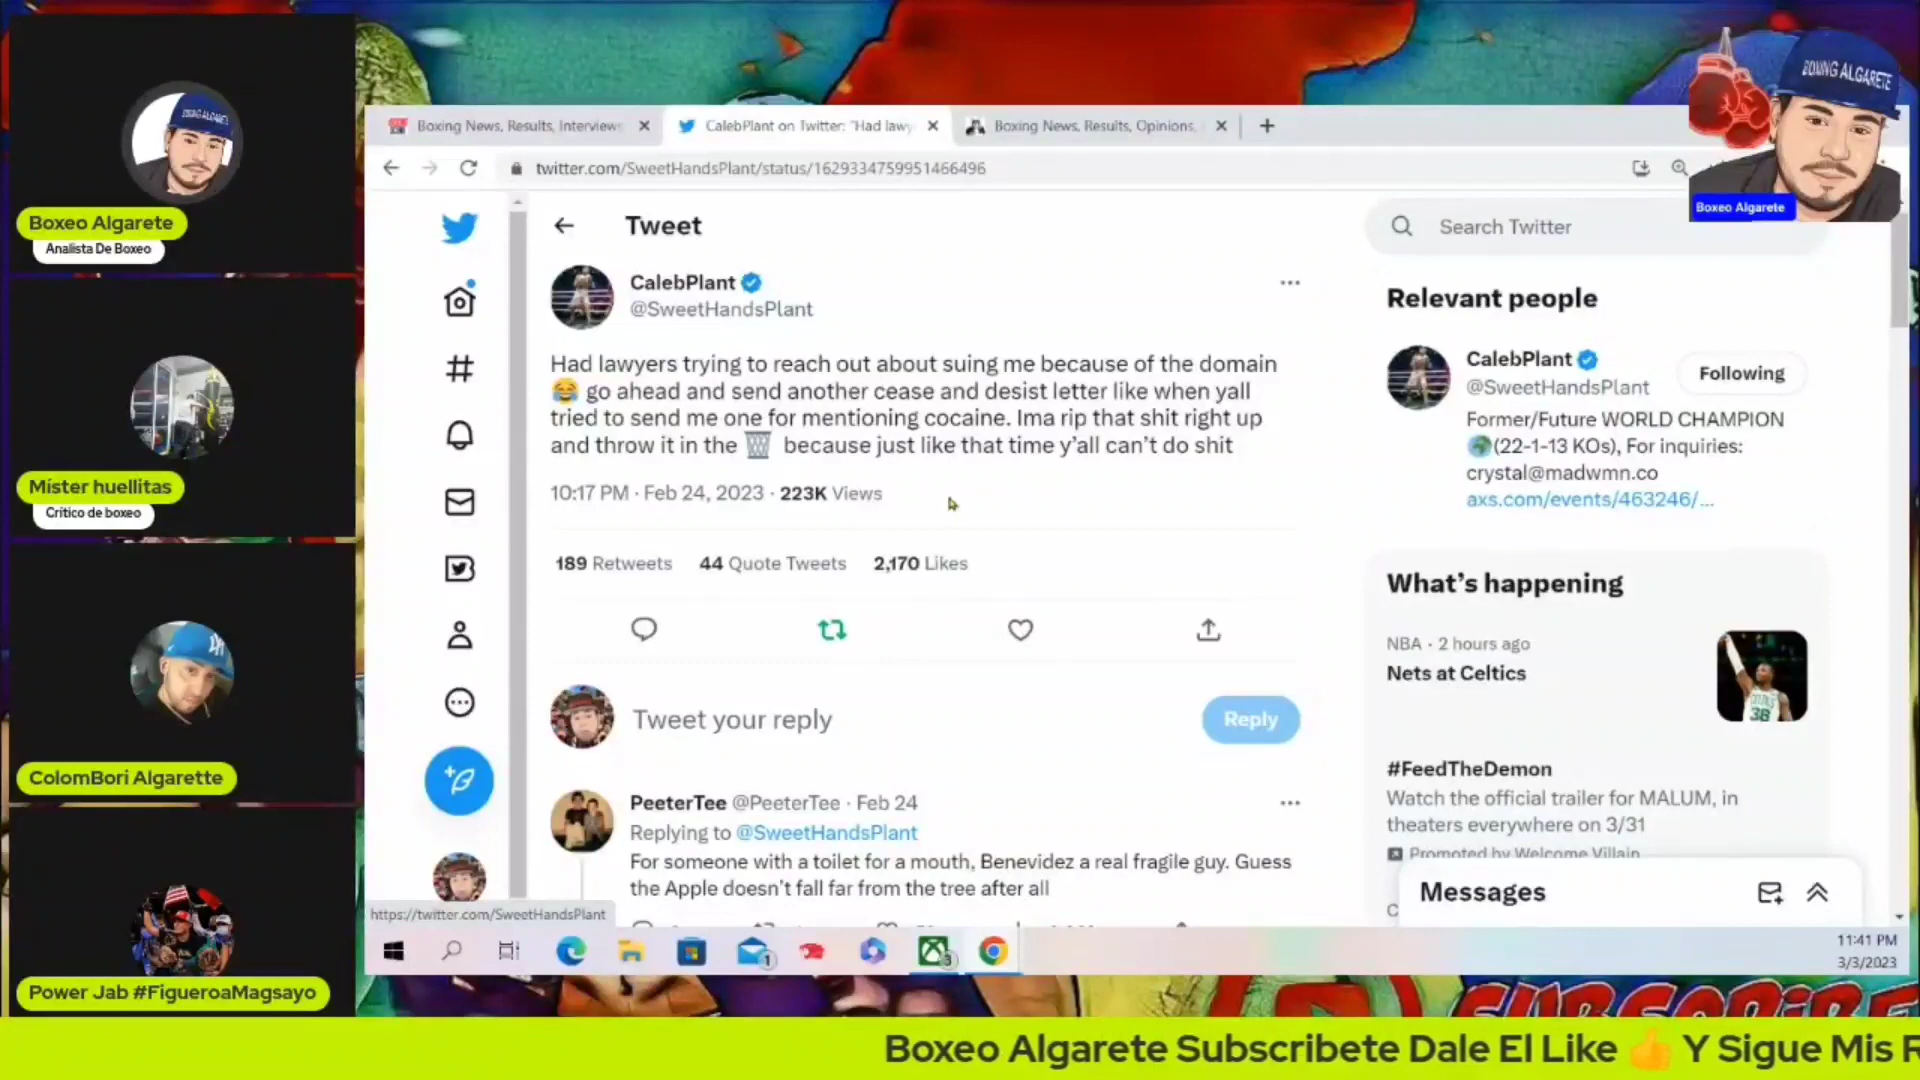 Boxeo Algarete
Analista De Boxeo
Míster huellitas
Crítico de boxeo
ColomBori Algarette
Power Jab #FigueroaMagsayo
Boxing News, Results, Interviews
CalebPlant on Twitter: "Had lawy
Boxing News, Results, Opinions,
twitter.com/SweetHandsPlant/status/1629334759951466496
BOXING ALGARETE
Boxeo Algarete
Tweet
CalebPlant
@SweetHandsPlant
Had lawyers trying to reach out about suing me because of the domain
😂 go ahead and send another cease and desist letter like when yall
tried to send me one for mentioning cocaine. Ima rip that shit right up
and throw it in the 🗑️ because just like that time y'all can't do shit
10:17 PM · Feb 24, 2023 · 223K Views
189 Retweets 44 Quote Tweets 2,170 Likes
Tweet your reply
Reply
PeeterTee @PeeterTee · Feb 24
Replying to @SweetHandsPlant
For someone with a toilet for a mouth, Benevidez a real fragile guy. Guess
the Apple doesn't fall far from the tree after all
https://twitter.com/SweetHandsPlant
Search Twitter
Relevant people
CalebPlant
@SweetHandsPlant
Following
Former/Future WORLD CHAMPION
🌍(22-1-13 KOs), For inquiries:
crystal@madwmn.co
axs.com/events/463246/...
What's happening
NBA · 2 hours ago
Nets at Celtics
#FeedTheDemon
Watch the official trailer for MALUM, in
theaters everywhere on 3/31
Promoted by Welcome Villain
Messages
11:41 PM
3/3/2023
SUBSCRIBE
Boxeo Algarete Subscribete Dale El Like 👍 Y Sigue Mis R